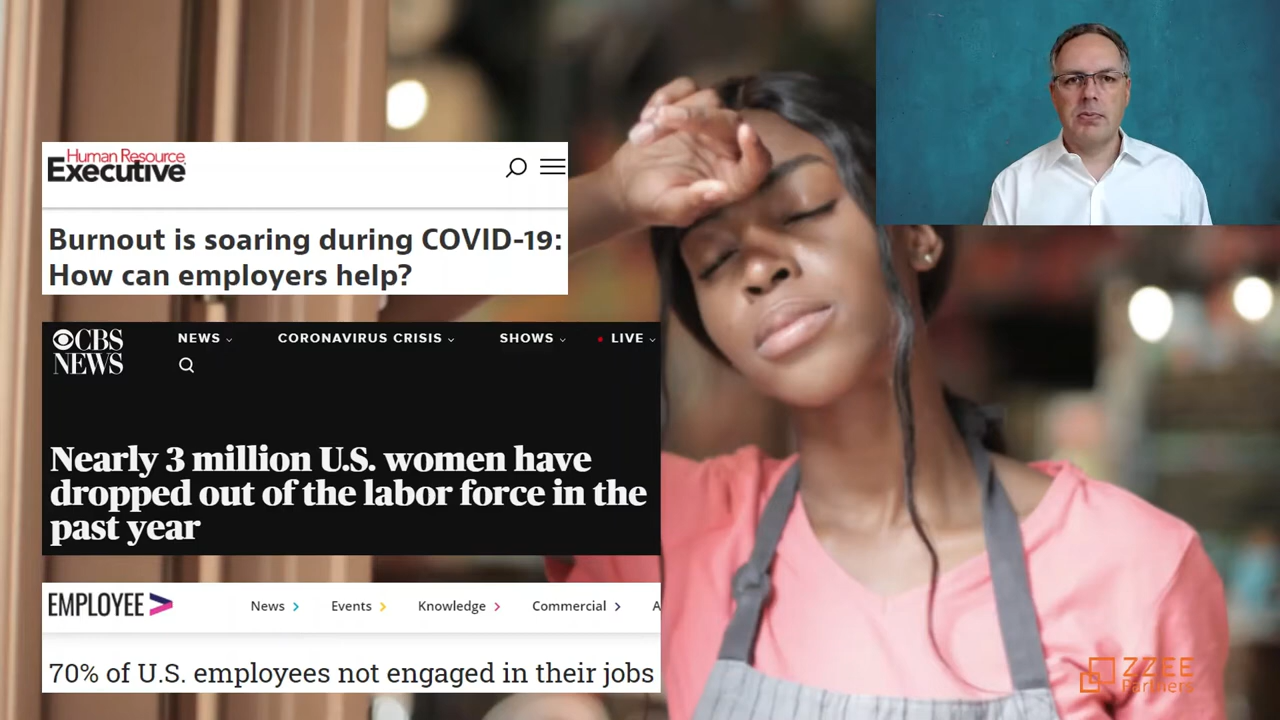 Human Resource
Executive
Burnout is soaring during COVID-19:
How can employers help?
CBS
NEWS
NEWS
CORONAVIRUS CRISIS
SHOWS
LIVE
Nearly 3 million U.S. women have
dropped out of the labor force in the
past year
EMPLOYEE
News
Events
Knowledge
Commercial
A
70% of U.S. employees not engaged in their jobs
ZZEE
Partners